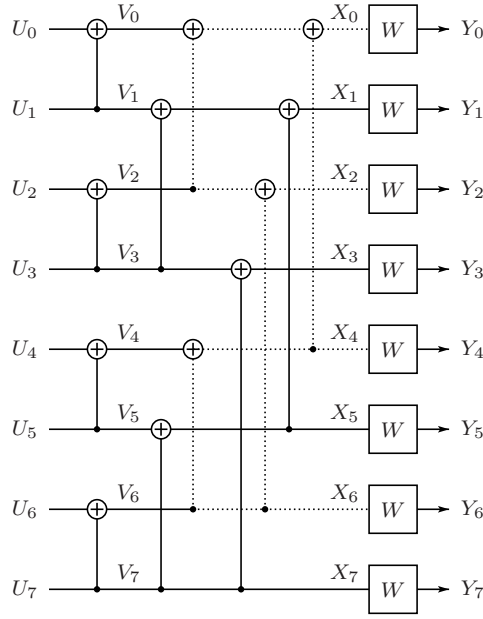 U₀ V₀ X₀ W Y₀
U₁ V₁ X₁ W Y₁
U₂ V₂ X₂ W Y₂
U₃ V₃ X₃ W Y₃
U₄ V₄ X₄ W Y₄
U₅ V₅ X₅ W Y₅
U₆ V₆ X₆ W Y₆
U₇ V₇ X₇ W Y₇